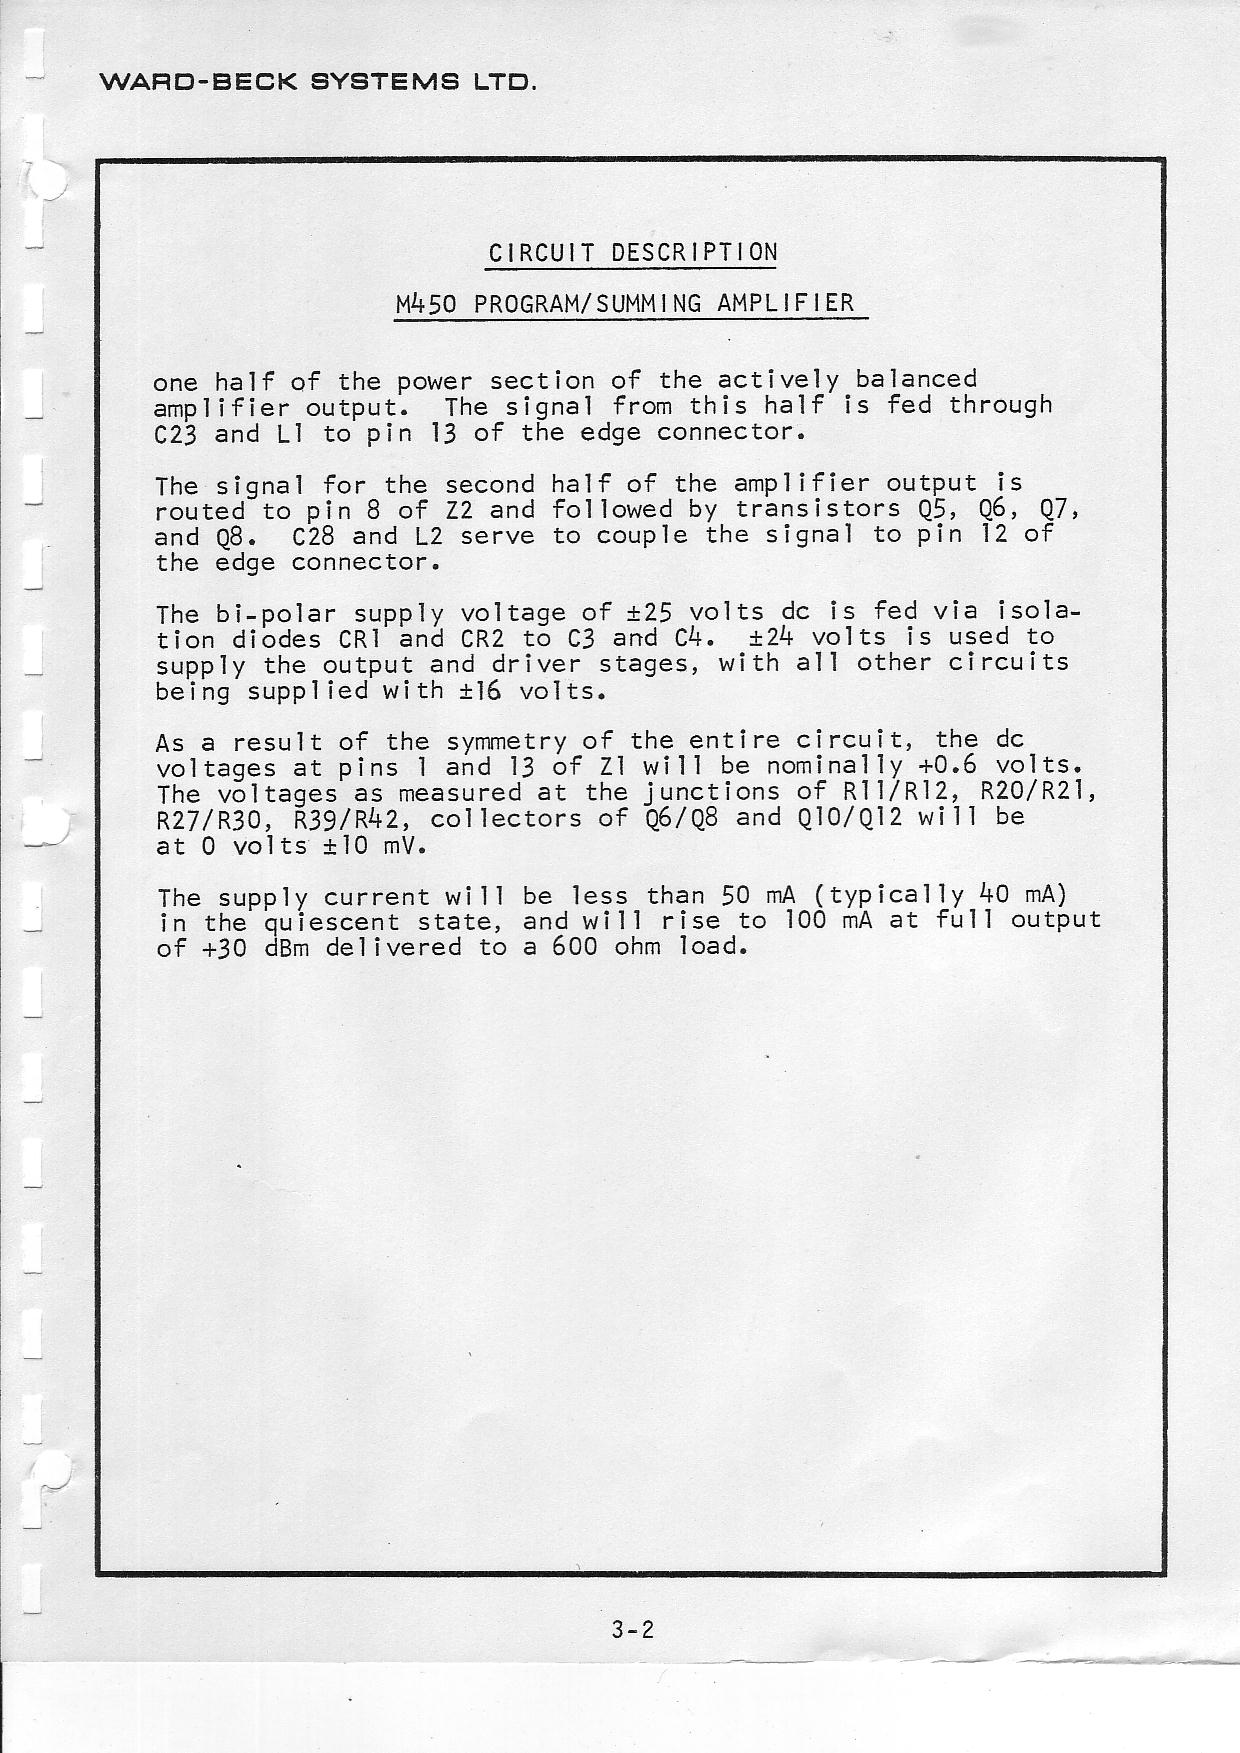 WARD-BECK SYSTEMS LTD.
CIRCUIT DESCRIPTION
M450 PROGRAM/SUMMING AMPLIFIER
one half of the power section of the actively balanced
amplifier output. The signal from this half is fed through
C23 and L1 to pin 13 of the edge connector.
The signal for the second half of the amplifier output is
routed to pin 8 of Z2 and followed by transistors Q5, Q6, Q7,
and Q8. C28 and L2 serve to couple the signal to pin 12 of
the edge connector.
The bi-polar supply voltage of ±25 volts dc is fed via isola-
tion diodes CR1 and CR2 to C3 and C4. ±24 volts is used to
supply the output and driver stages, with all other circuits
being supplied with ±16 volts.
As a result of the symmetry of the entire circuit, the dc
voltages at pins 1 and 13 of Z1 will be nominally +0.6 volts.
The voltages as measured at the junctions of R11/R12, R20/R21,
R27/R30, R39/R42, collectors of Q6/Q8 and Q10/Q12 will be
at 0 volts ±10 mV.
The supply current will be less than 50 mA (typically 40 mA)
in the quiescent state, and will rise to 100 mA at full output
of +30 dBm delivered to a 600 ohm load.
3-2